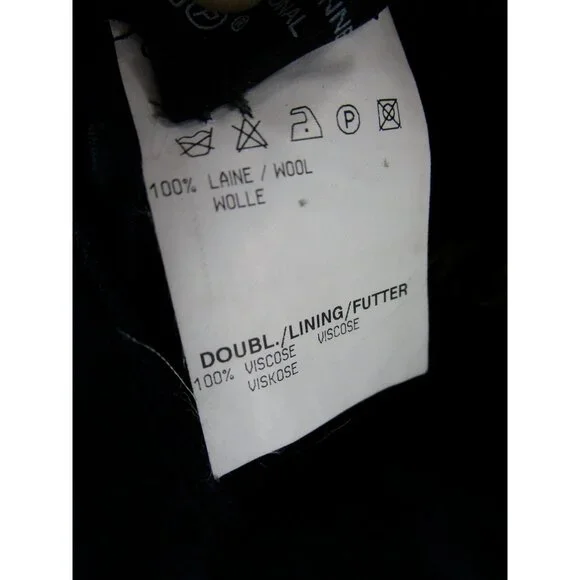 ®
P
100% LAINE / WOOL
WOLLE
DOUBL./LINING/FUTTER
100% VISCOSE VISCOSE
VISKOSE